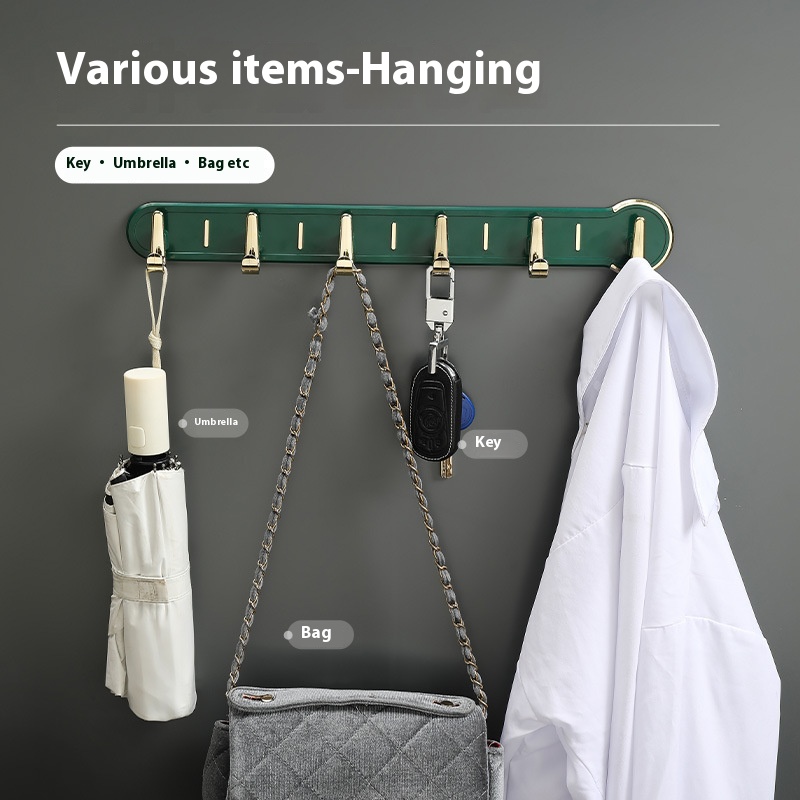 Various items-Hanging
Key • Umbrella • Bag etc
Umbrella
Key
Bag